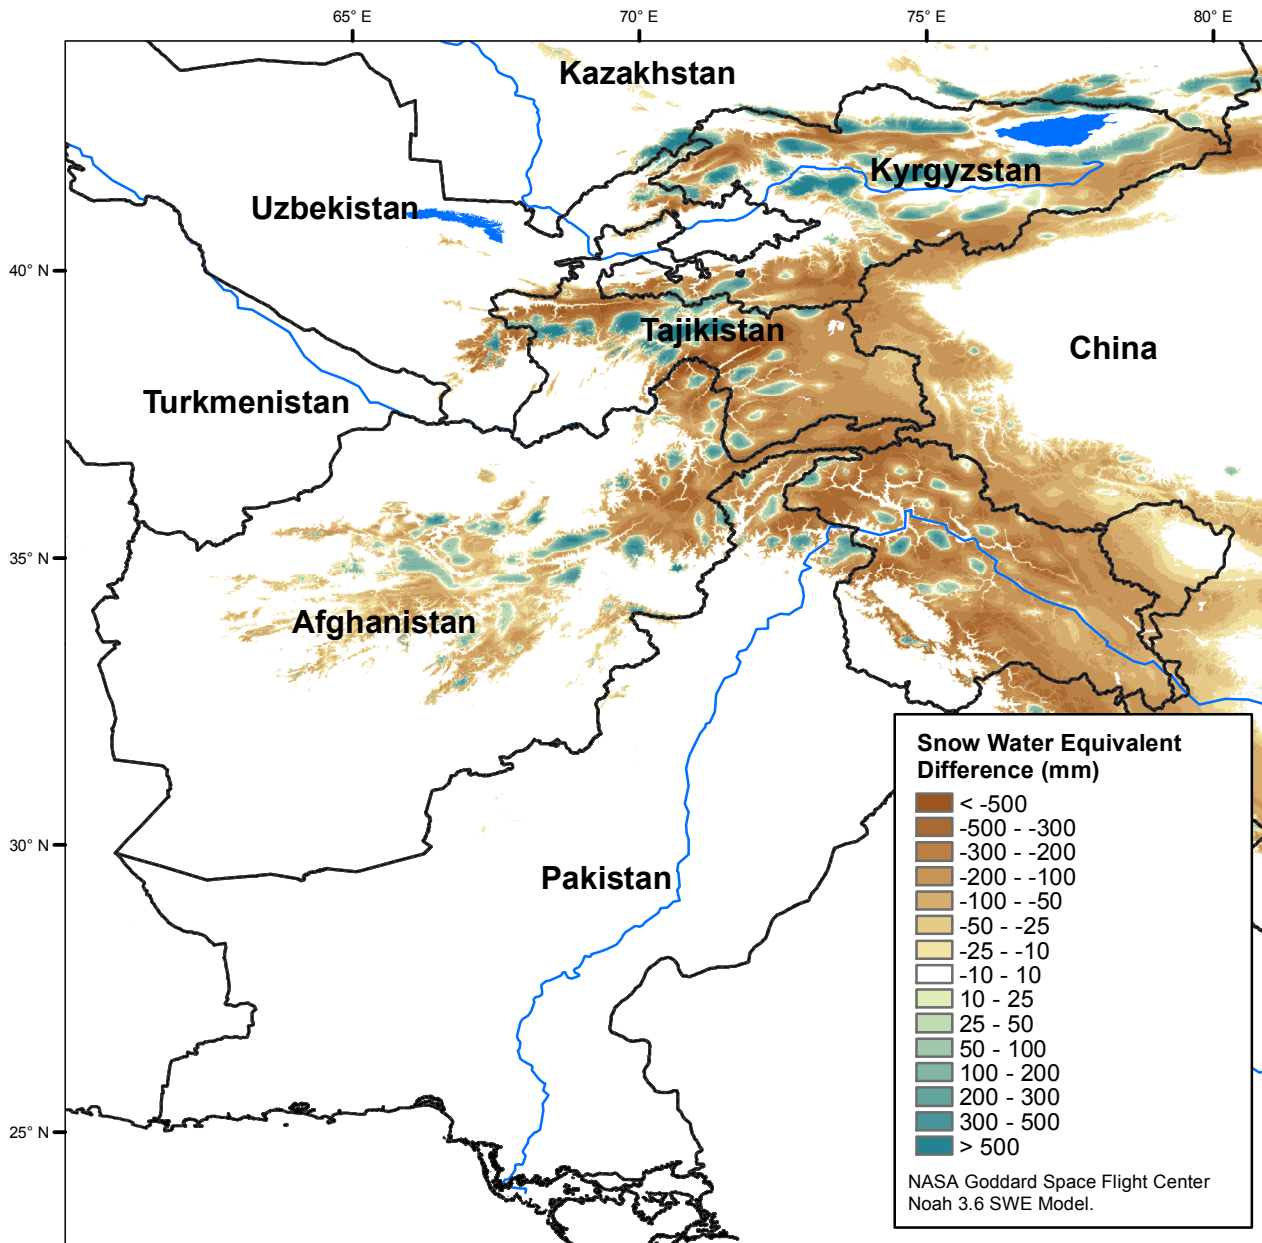 65° E
70° E
75° E
80° E
Kazakhstan
Kyrgyzstan
Uzbekistan
40° N
Tajikistan
China
Turkmenistan
35° N
Afghanistan
30° N
Pakistan
25° N
Snow Water Equivalent
Difference (mm)
< -500
-500 - -300
-300 - -200
-200 - -100
-100 - -50
-50 - -25
-25 - -10
-10 - 10
10 - 25
25 - 50
50 - 100
100 - 200
200 - 300
300 - 500
> 500
NASA Goddard Space Flight Center
Noah 3.6 SWE Model.